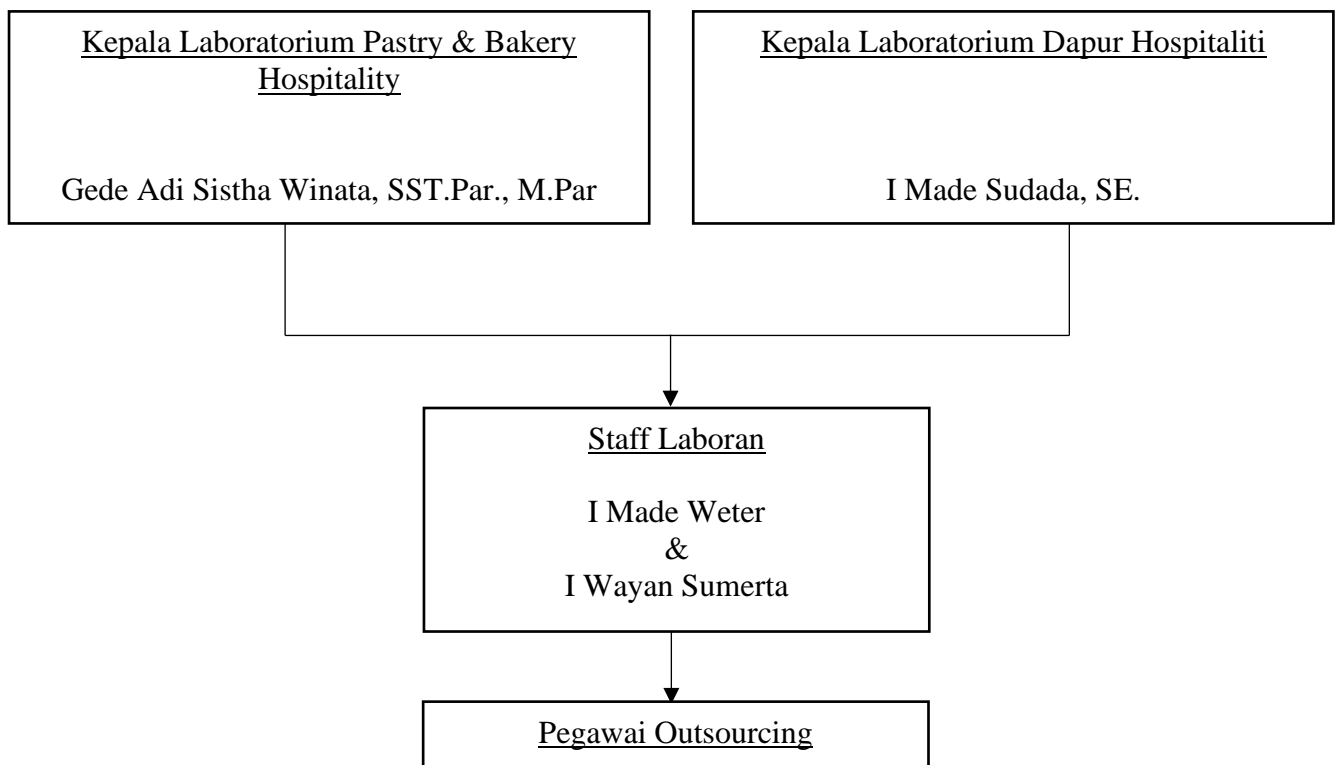 Kepala Laboratorium Pastry & Bakery
Hospitality
Gede Adi Sistha Winata, SST.Par., M.Par
Kepala Laboratorium Dapur Hospitaliti
I Made Sudada, SE.
Staff Laboran
I Made Weter
&
I Wayan Sumerta
Pegawai Outsourcing